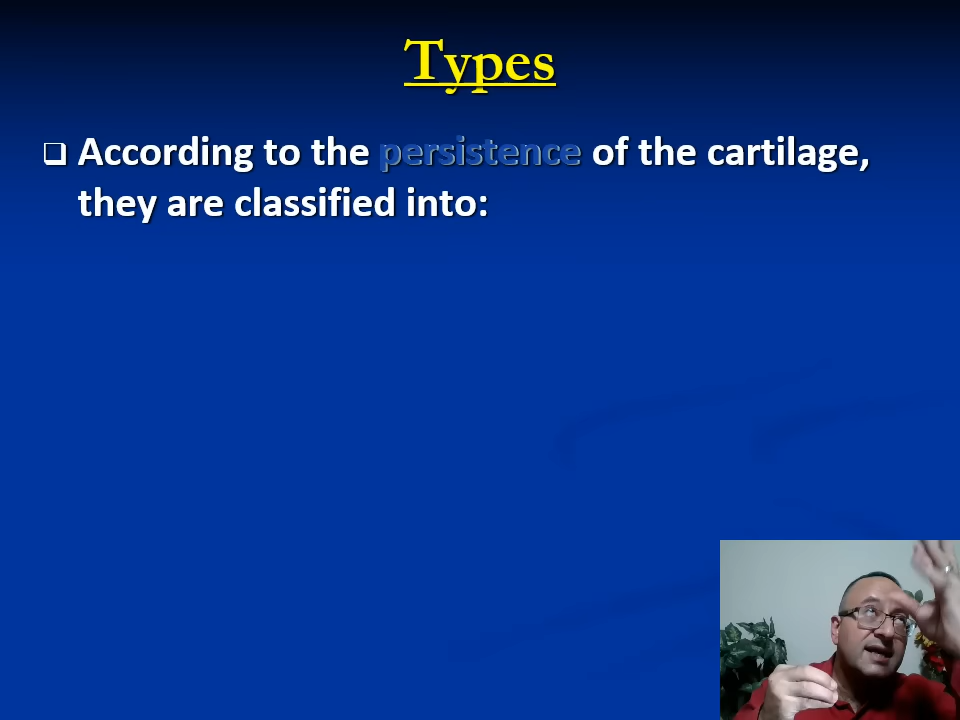 Types
According to the persistence of the cartilage,
they are classified into: